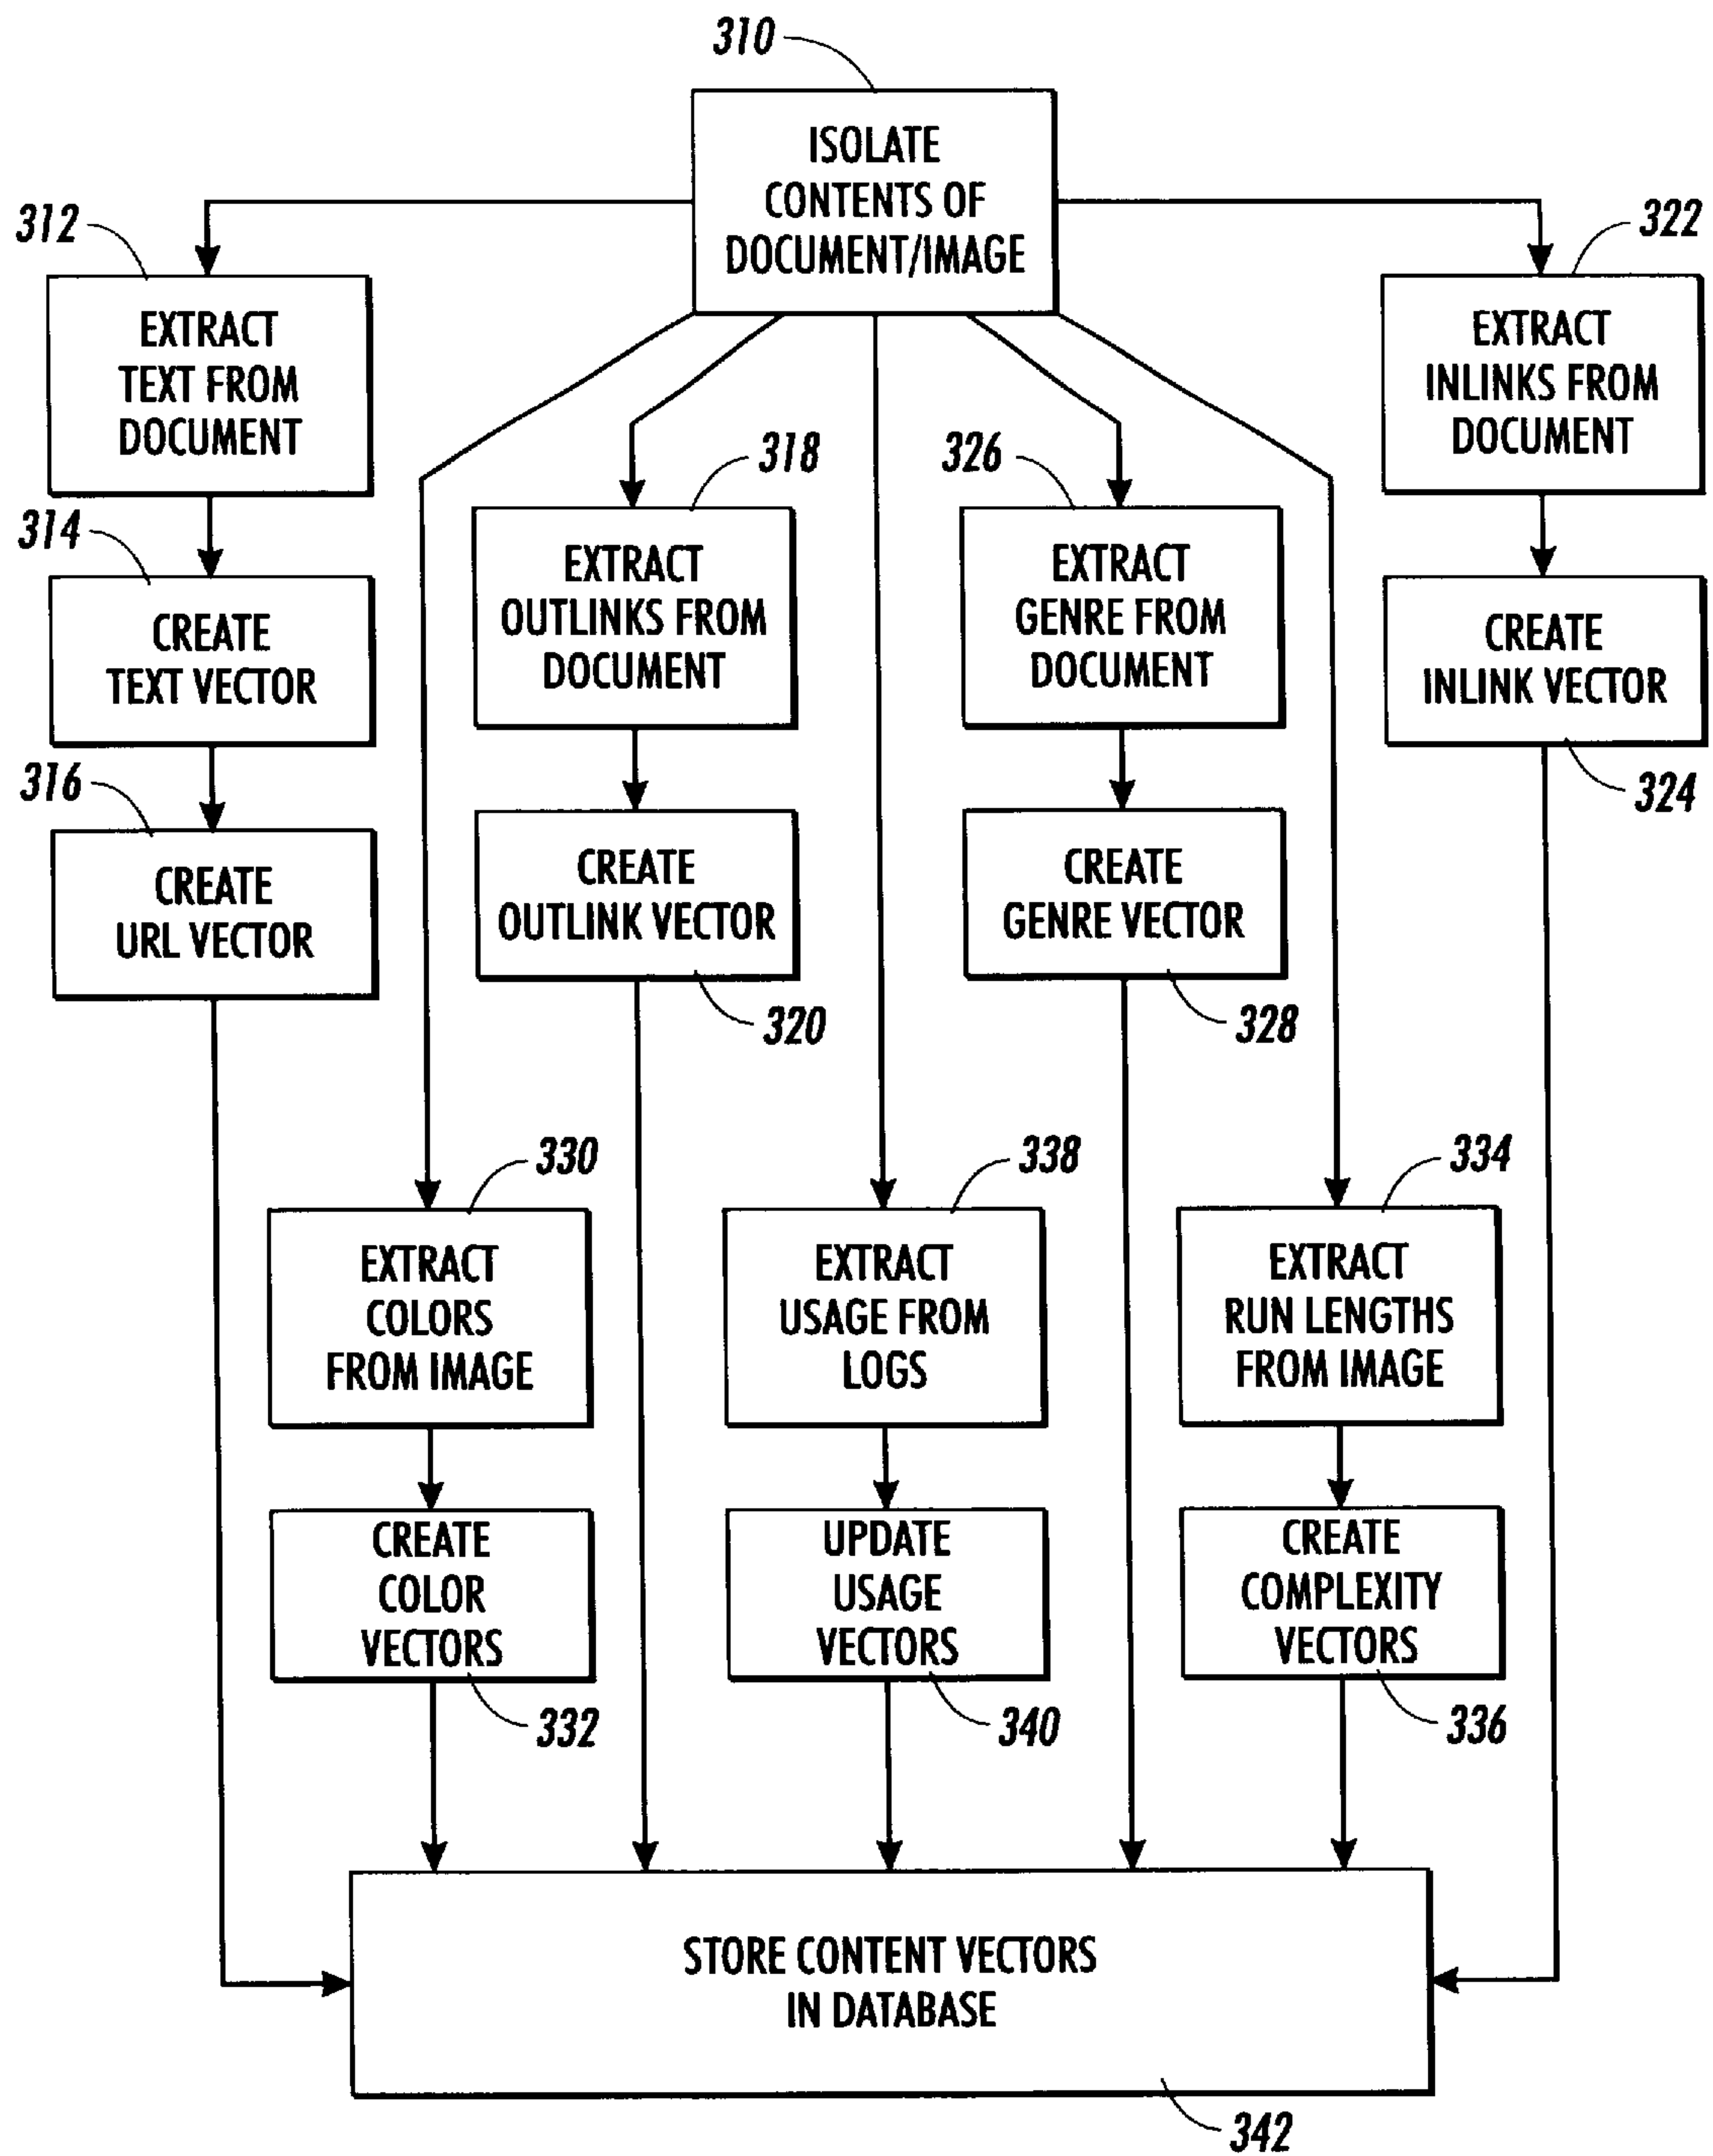 310
ISOLATE
CONTENTS OF
DOCUMENT/IMAGE
312
EXTRACT
TEXT FROM
DOCUMENT
322
EXTRACT
INLINKS FROM
DOCUMENT
318
EXTRACT
OUTLINKS FROM
DOCUMENT
326
EXTRACT
GENRE FROM
DOCUMENT
314
CREATE
TEXT VECTOR
CREATE
INLINK VECTOR
324
316
CREATE
URL VECTOR
CREATE
OUTLINK VECTOR
320
CREATE
GENRE VECTOR
328
330
EXTRACT
COLORS
FROM IMAGE
338
EXTRACT
USAGE FROM
LOGS
334
EXTRACT
RUN LENGTHS
FROM IMAGE
CREATE
COLOR
VECTORS
332
UPDATE
USAGE
VECTORS
340
CREATE
COMPLEXITY
VECTORS
336
STORE CONTENT VECTORS
IN DATABASE
342